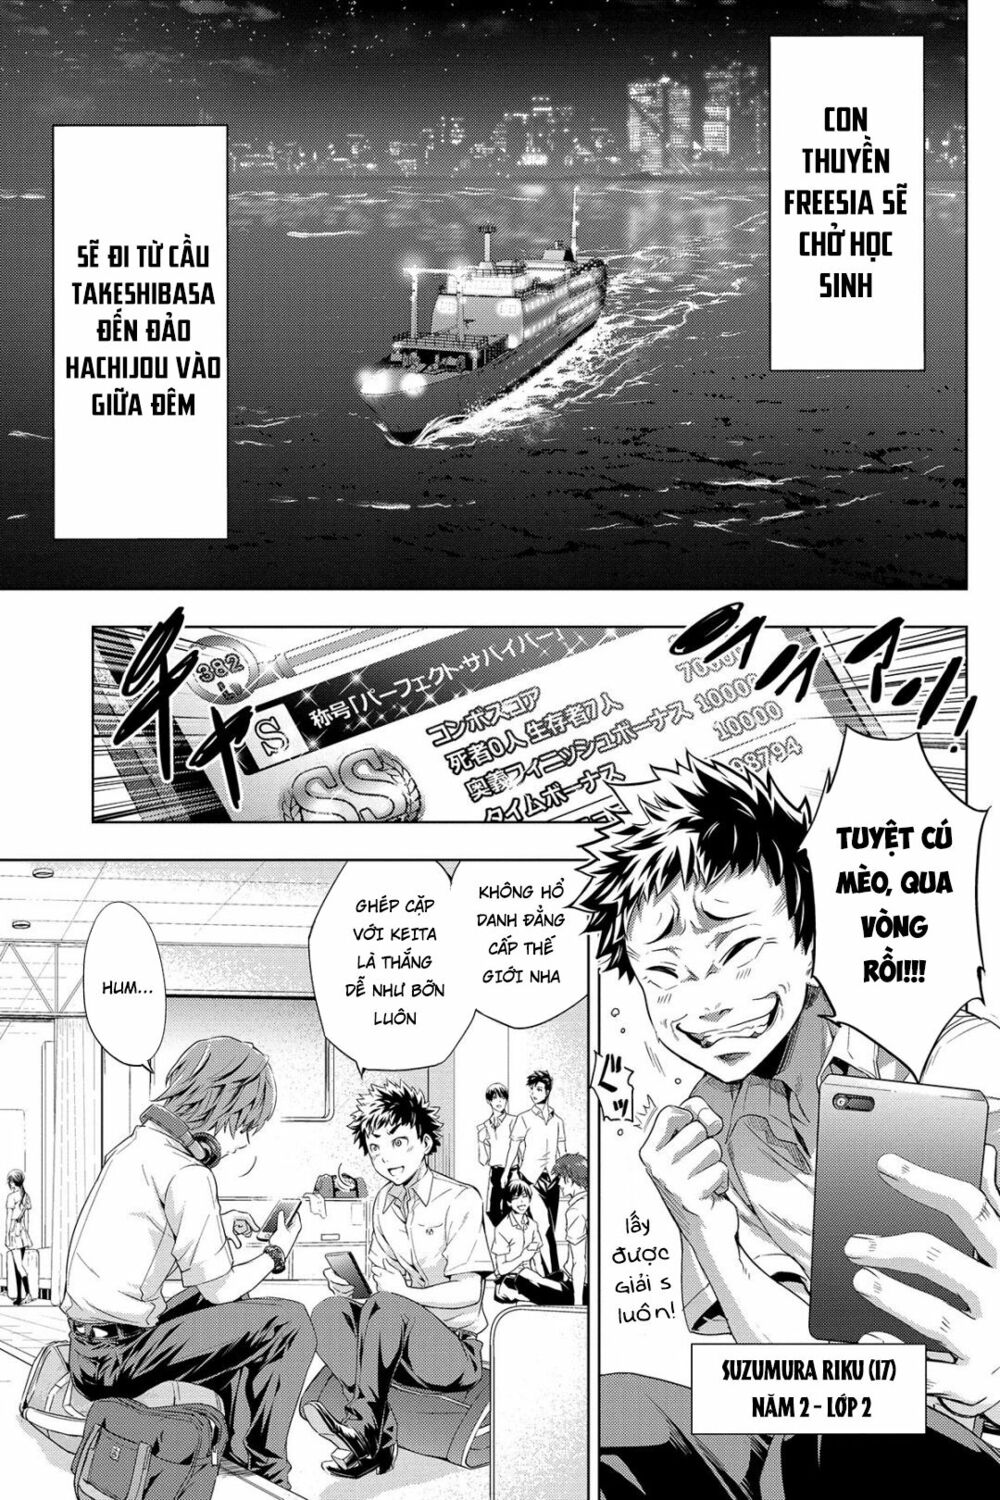 CON
THUYỀN
FREESIA SẼ
CHỞ HỌC
SINH
SẼ ĐI TỪ CẦU
TAKESHIBASA
ĐẾN ĐẢO
HACHIJOU VÀO
GIỮA ĐÊM
382
S
称号「パーフェクト・サバイバー」
SS
コンボスコア
死者0人 生存者7人
奥義フィニッシュボーナス 10000
タイムボーナス
10000
98794
TUYỆT CÚ
MÈO, QUA
VÒNG
RỒI!!!
lấy
được
giải s
luôn!
SUZUMURA RIKU (17)
NĂM 2 - LỚP 2
KHÔNG HỔ
DANH ĐẲNG
CẤP THẾ
GIỚI NHA
GHÉP CẶP
VỚI KEITA
LÀ THẮNG
DỄ NHƯ BỠN
LUÔN
HUM...